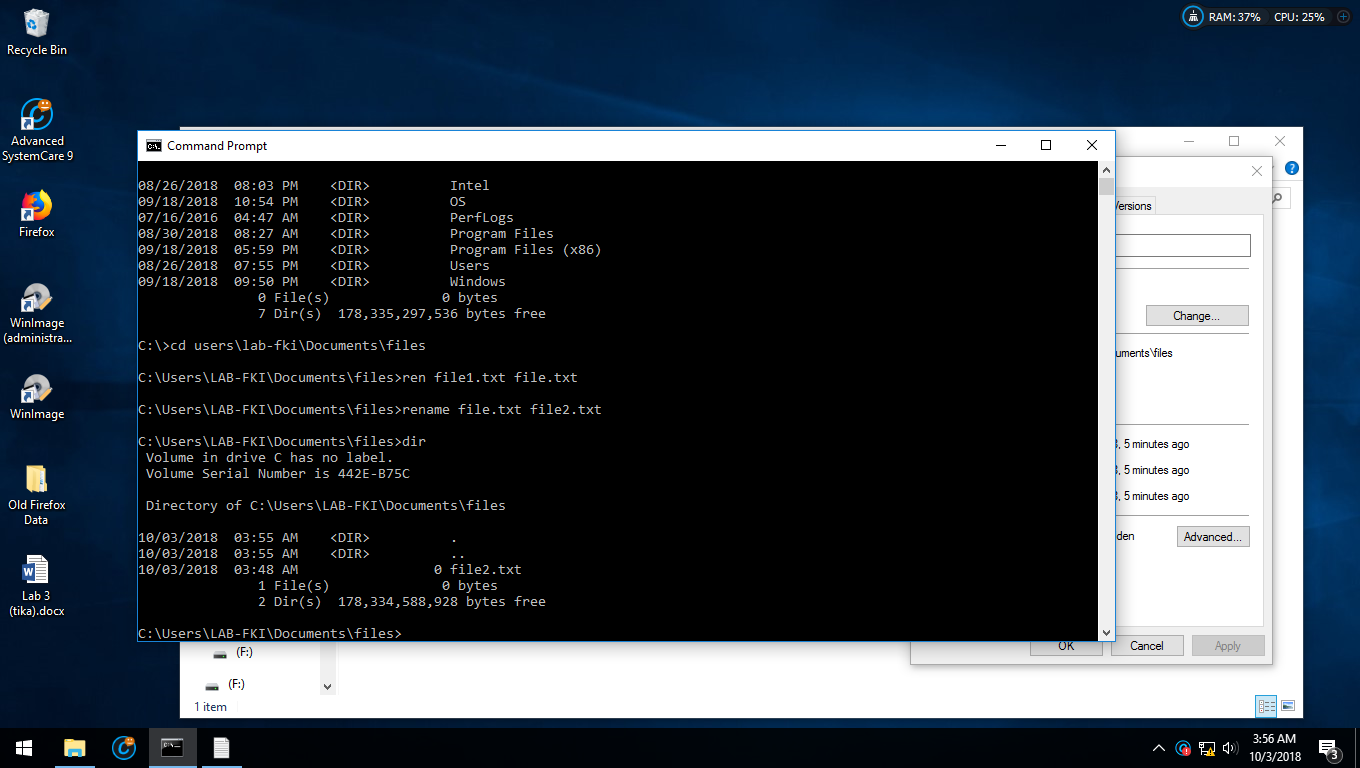 Recycle Bin
Advanced
SystemCare 9
Firefox
WinImage
(administra...
WinImage
Old Firefox
Data
Lab 3
(tika).docx
RAM: 37% CPU: 25%
Command Prompt
08/26/2018 08:03 PM <DIR> Intel
09/18/2018 10:54 PM <DIR> OS
07/16/2016 04:47 AM <DIR> PerfLogs
08/30/2018 08:27 AM <DIR> Program Files
09/18/2018 05:59 PM <DIR> Program Files (x86)
08/26/2018 07:55 PM <DIR> Users
09/18/2018 09:50 PM <DIR> Windows
0 File(s) 0 bytes
7 Dir(s) 178,335,297,536 bytes free
C:\>cd users\lab-fki\Documents\files
C:\Users\LAB-FKI\Documents\files>ren file1.txt file.txt
C:\Users\LAB-FKI\Documents\files>rename file.txt file2.txt
C:\Users\LAB-FKI\Documents\files>dir
Volume in drive C has no label.
Volume Serial Number is 442E-B75C
Directory of C:\Users\LAB-FKI\Documents\files
10/03/2018 03:55 AM <DIR> .
10/03/2018 03:55 AM <DIR> ..
10/03/2018 03:48 AM 0 file2.txt
1 File(s) 0 bytes
2 Dir(s) 178,334,588,928 bytes free
C:\Users\LAB-FKI\Documents\files>
Versions
Change...
uments\files
, 5 minutes ago
, 5 minutes ago
, 5 minutes ago
den
Advanced...
OK Cancel Apply
(F:)
(F:)
1 item
3:56 AM
10/3/2018
3